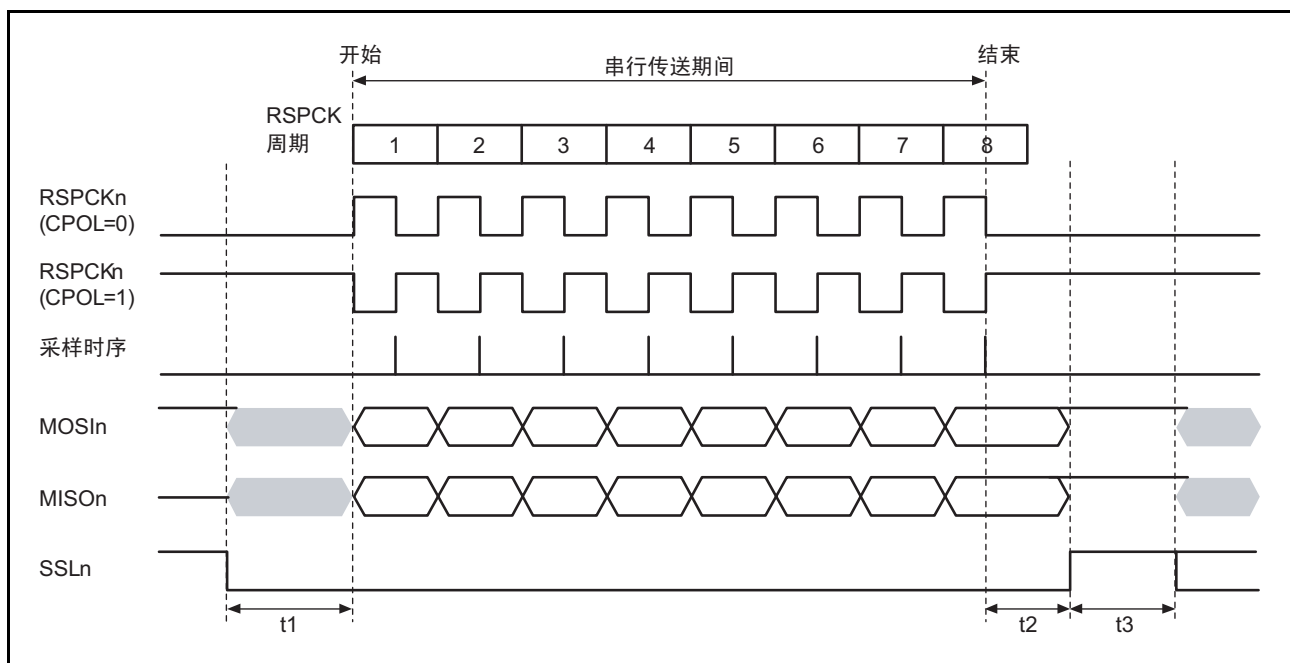 开始
结束
串行传送期间
RSPCK
周期
1 2 3 4 5 6 7 8
RSPCKn
(CPOL=0)
RSPCKn
(CPOL=1)
采样时序
MOSIn
MISOn
SSLn
t1
t2
t3